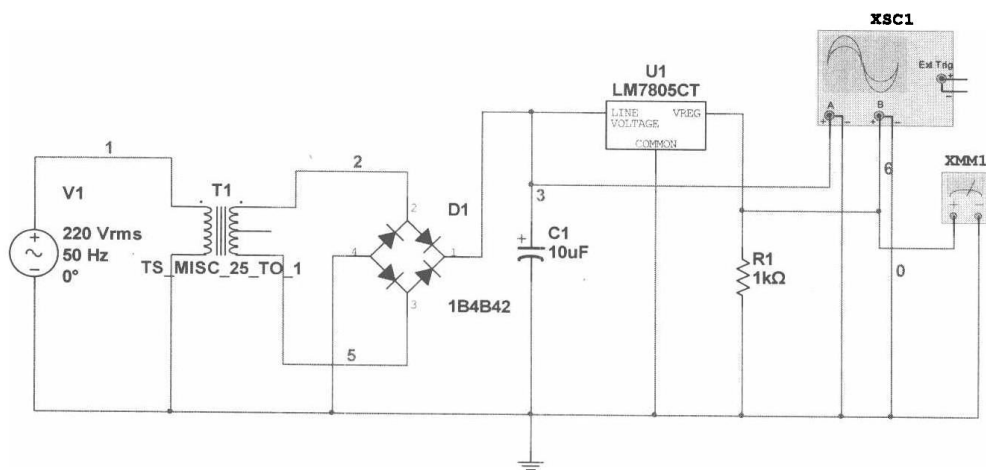 XSC1
Ext Trig
+
-
A
B
+ - + -
U1
LM7805CT
LINE VREG
VOLTAGE
COMMON
XMM1
+ -
1
V1
+
-
220 Vrms
50 Hz
0°
T1
TS_MISC_25_TO_1
2
5
D1
2
4
1
3
1B4B42
3
+
C1
10uF
R1
1kΩ
6
0